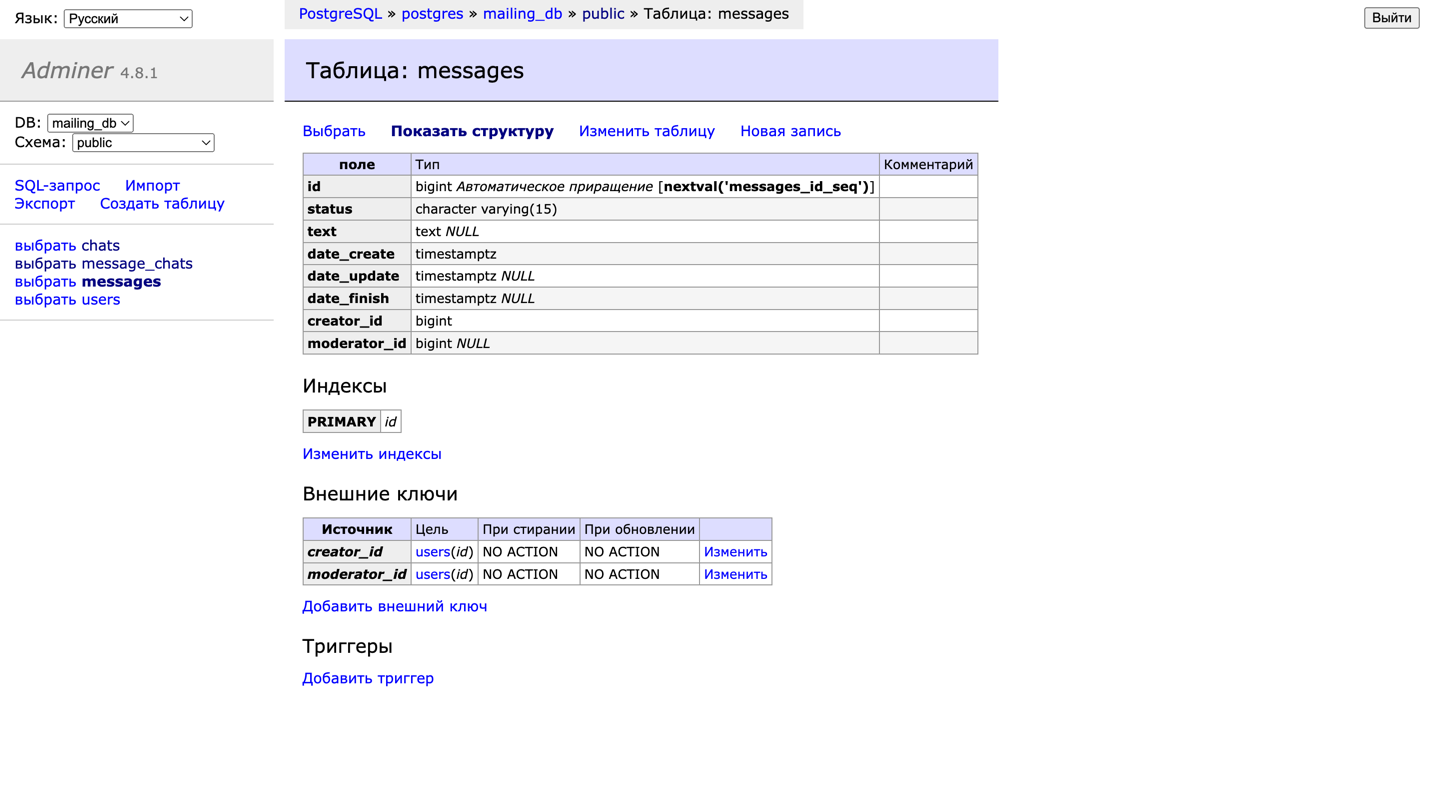 Язык: Русский
PostgreSQL » postgres » mailing_db » public » Таблица: messages
Выйти
Adminer 4.8.1
Таблица: messages
DB: mailing_db
Схема: public
SQL-запрос Импорт
Экспорт Создать таблицу
выбрать chats
выбрать message_chats
выбрать messages
выбрать users
Выбрать Показать структуру Изменить таблицу Новая запись
поле Тип Комментарий
id bigint Автоматическое приращение [nextval('messages_id_seq')]
status character varying(15)
text text NULL
date_create timestamptz
date_update timestamptz NULL
date_finish timestamptz NULL
creator_id bigint
moderator_id bigint NULL
Индексы
PRIMARY id
Изменить индексы
Внешние ключи
Источник Цель При стирании При обновлении
creator_id users(id) NO ACTION NO ACTION Изменить
moderator_id users(id) NO ACTION NO ACTION Изменить
Добавить внешний ключ
Триггеры
Добавить триггер